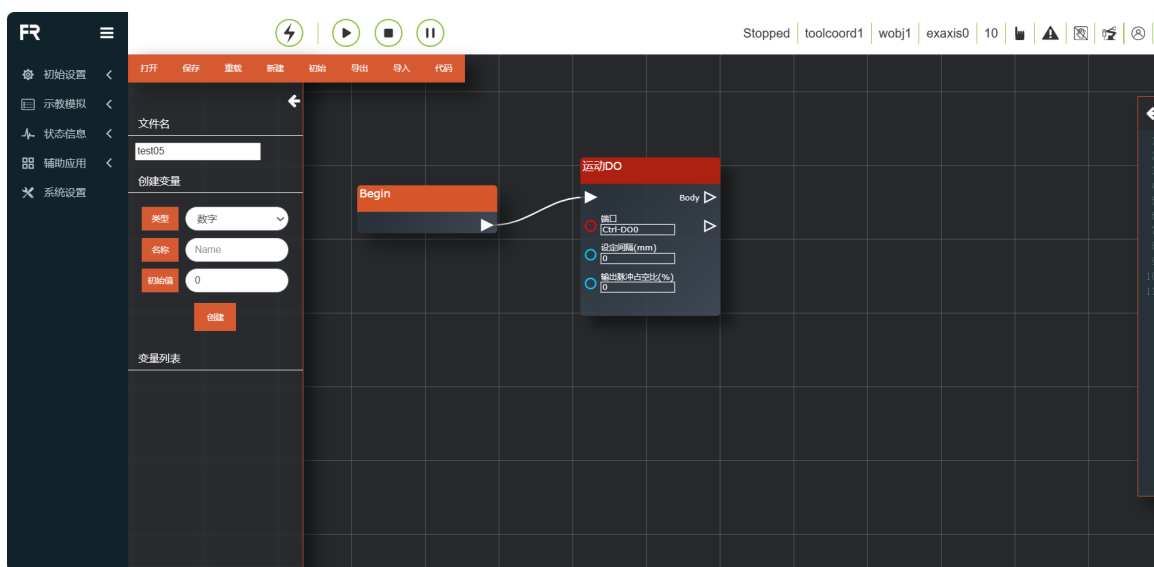 FR
Stopped toolcoord1 wobj1 exaxis0 10
初始设置
示教模拟
状态信息
辅助应用
系统设置
打开 保存 重载 新建 初始 导出 导入 代码
文件名
test05
创建变量
类型 数字
名称 Name
初始值 0
创建
变量列表
Begin
运动DO
Body
端口
Ctrl-DO0
设定间隔(mm)
0
输出脉冲占空比(%)
0